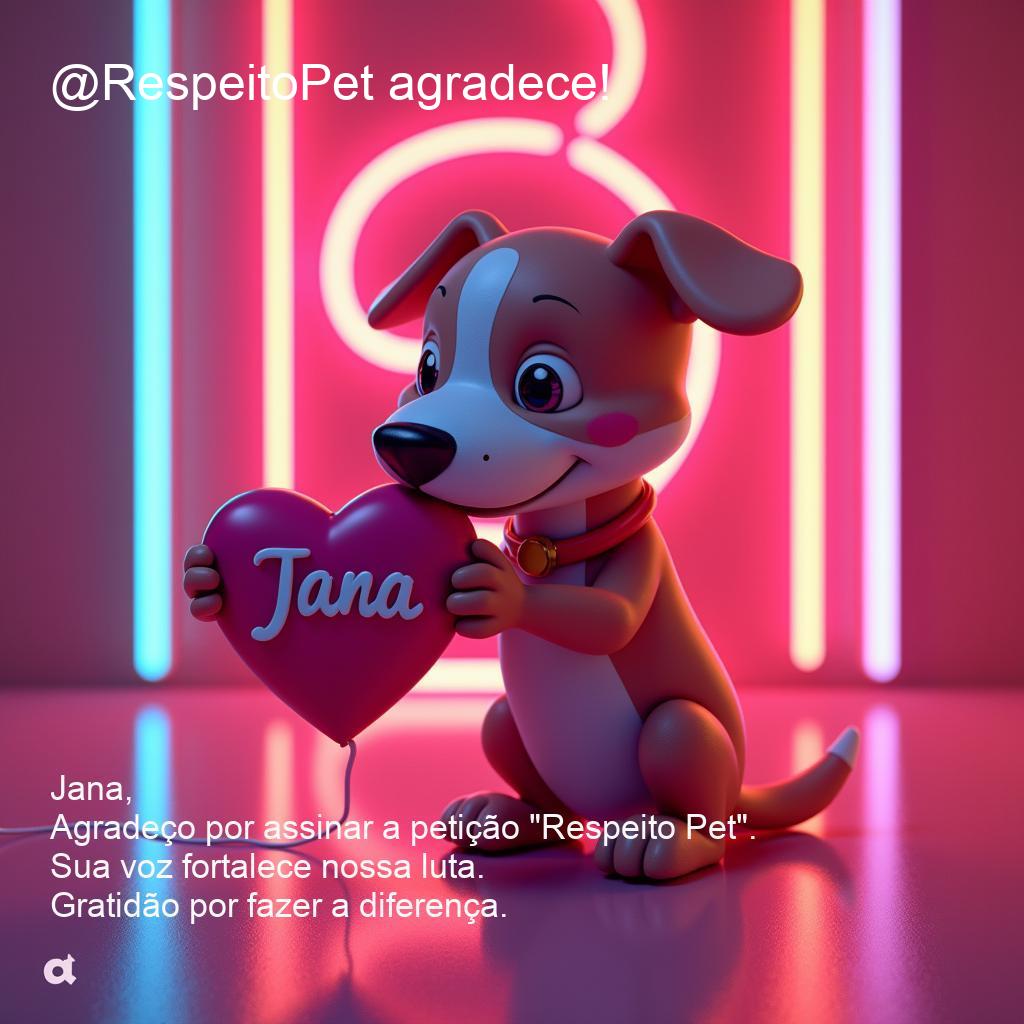 @RespeitoPet agradece!
Jana
Jana,
Agradeço por assinar a petição "Respeito Pet".
Sua voz fortalece nossa luta.
Gratidão por fazer a diferença.